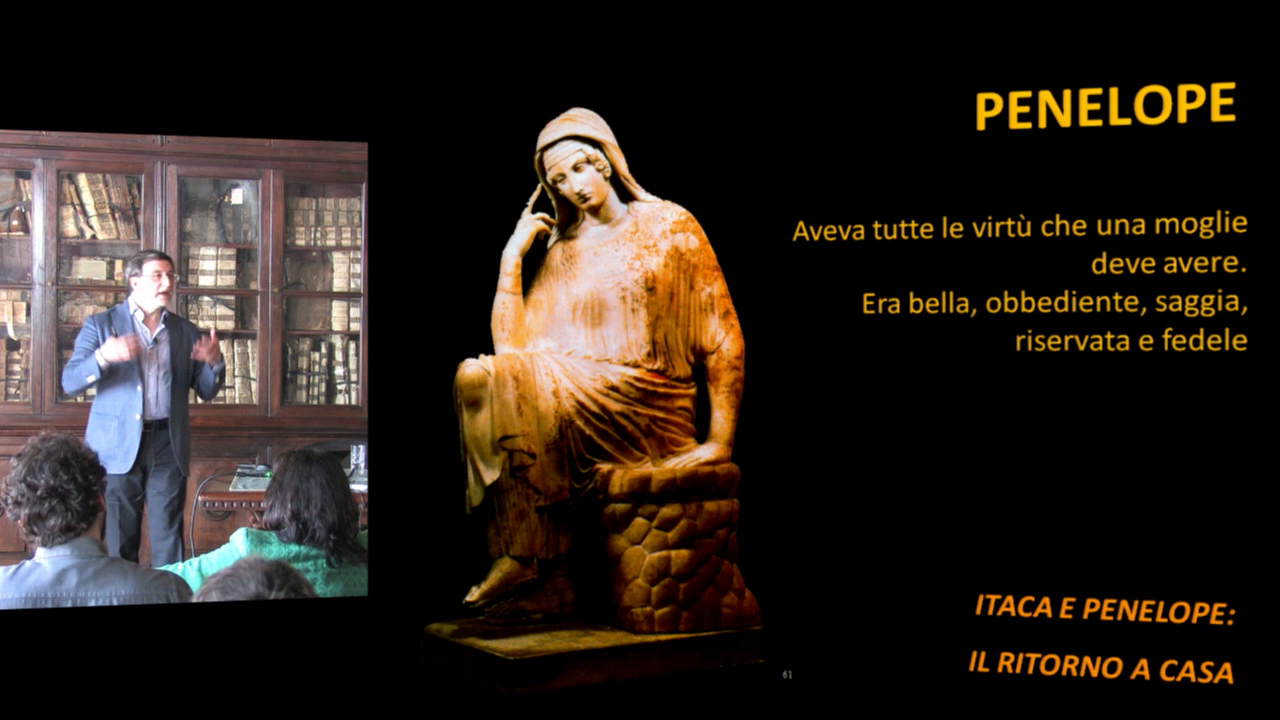 PENELOPE
Aveva tutte le virtù che una moglie
deve avere.
Era bella, obbediente, saggia,
riservata e fedele
ITACA E PENELOPE:
IL RITORNO A CASA
61